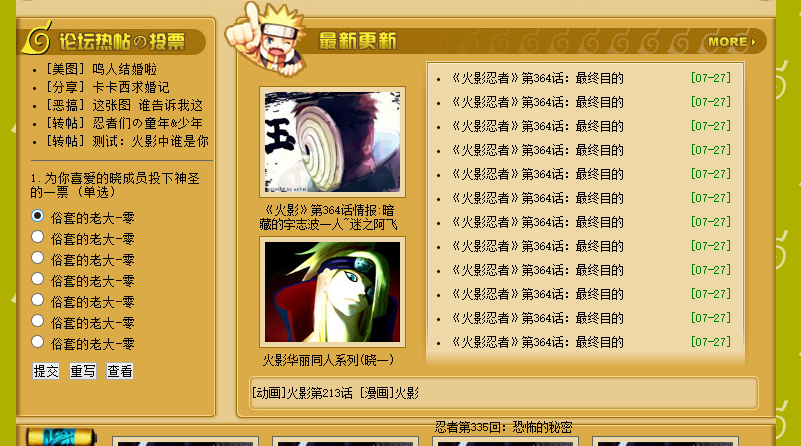 论坛热帖の投票
[美图] 鸣人结婚啦
[分享] 卡卡西求婚记
[恶搞] 这张图 谁告诉我这
[转帖] 忍者们の童年&少年
[转帖] 测试：火影中谁是你
1.为你喜爱的晓成员投下神圣
的一票（单选）
俗套的老大-零
俗套的老大-零
俗套的老大-零
俗套的老大-零
俗套的老大-零
俗套的老大-零
俗套的老大-零
提交 重写 查看
最新更新
MORE
玉
《火影》第364话情报:暗
藏的宇志波一人~迷之阿飞
火影华丽同人系列(晓一)
《火影忍者》第364话：最终目的 [07-27]
《火影忍者》第364话：最终目的 [07-27]
《火影忍者》第364话：最终目的 [07-27]
《火影忍者》第364话：最终目的 [07-27]
《火影忍者》第364话：最终目的 [07-27]
《火影忍者》第364话：最终目的 [07-27]
《火影忍者》第364话：最终目的 [07-27]
《火影忍者》第364话：最终目的 [07-27]
《火影忍者》第364话：最终目的 [07-27]
《火影忍者》第364话：最终目的 [07-27]
《火影忍者》第364话：最终目的 [07-27]
《火影忍者》第364话：最终目的 [07-27]
[动画]火影第213话 [漫画]火影
忍者第335回：恐怖的秘密